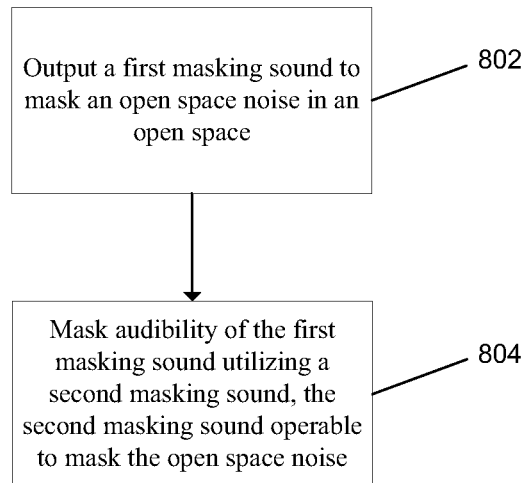 Output a first masking sound to
mask an open space noise in an
open space
802
Mask audibility of the first
masking sound utilizing a
second masking sound, the
second masking sound operable
to mask the open space noise
804